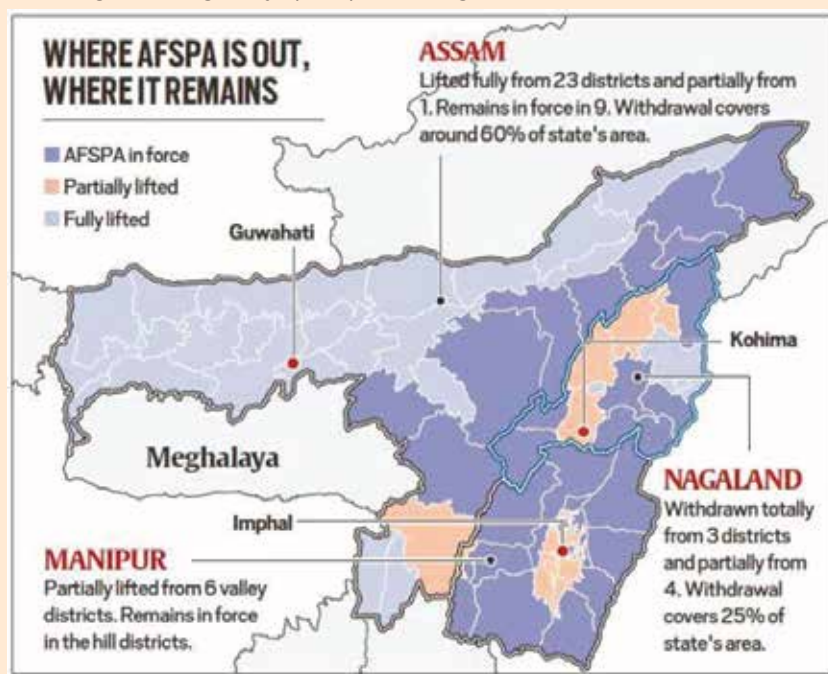 WHERE AFSPA IS OUT,
WHERE IT REMAINS
AFSPA in force
Partially lifted
Fully lifted
ASSAM
Lifted fully from 23 districts and partially from
1. Remains in force in 9. Withdrawal covers
around 60% of state's area.
Guwahati
Kohima
Meghalaya
Imphal
MANIPUR
Partially lifted from 6 valley
districts. Remains in force
in the hill districts.
NAGALAND
Withdrawn totally
from 3 districts
and partially from
4. Withdrawal
covers 25% of
state's area.